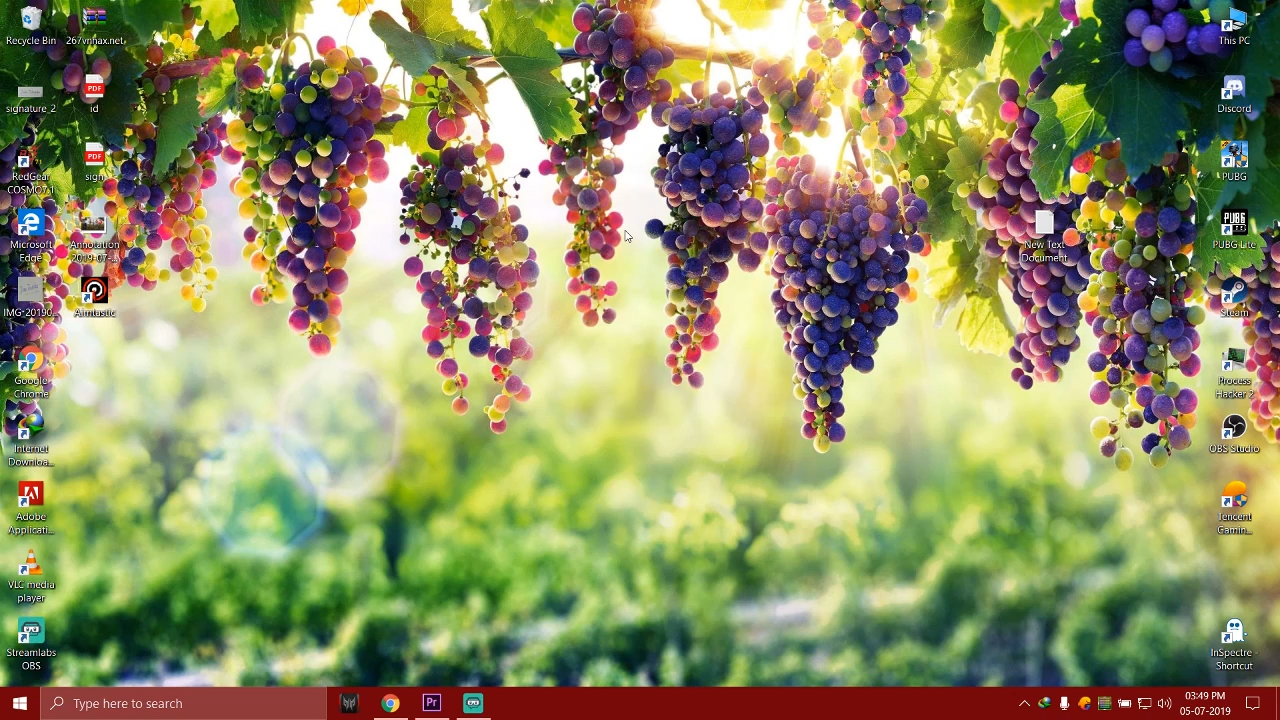 Recycle Bin
267vnhax.net
signature_2
id
RedGear
COSMO7.1
sign
Microsoft
Edge
Annotation
2019-07-...
IMG-20190...
Aimtastic
Google
Chrome
Internet
Downloa...
Adobe
Applicati...
VLC media
player
Streamlabs
OBS
New Text
Document
This PC
Discord
PUBG
PUBG Lite
Steam
Process
Hacker 2
OBS Studio
Tencent
Gamin...
InSpectre -
Shortcut
Type here to search
Pr
03:49 PM
05-07-2019